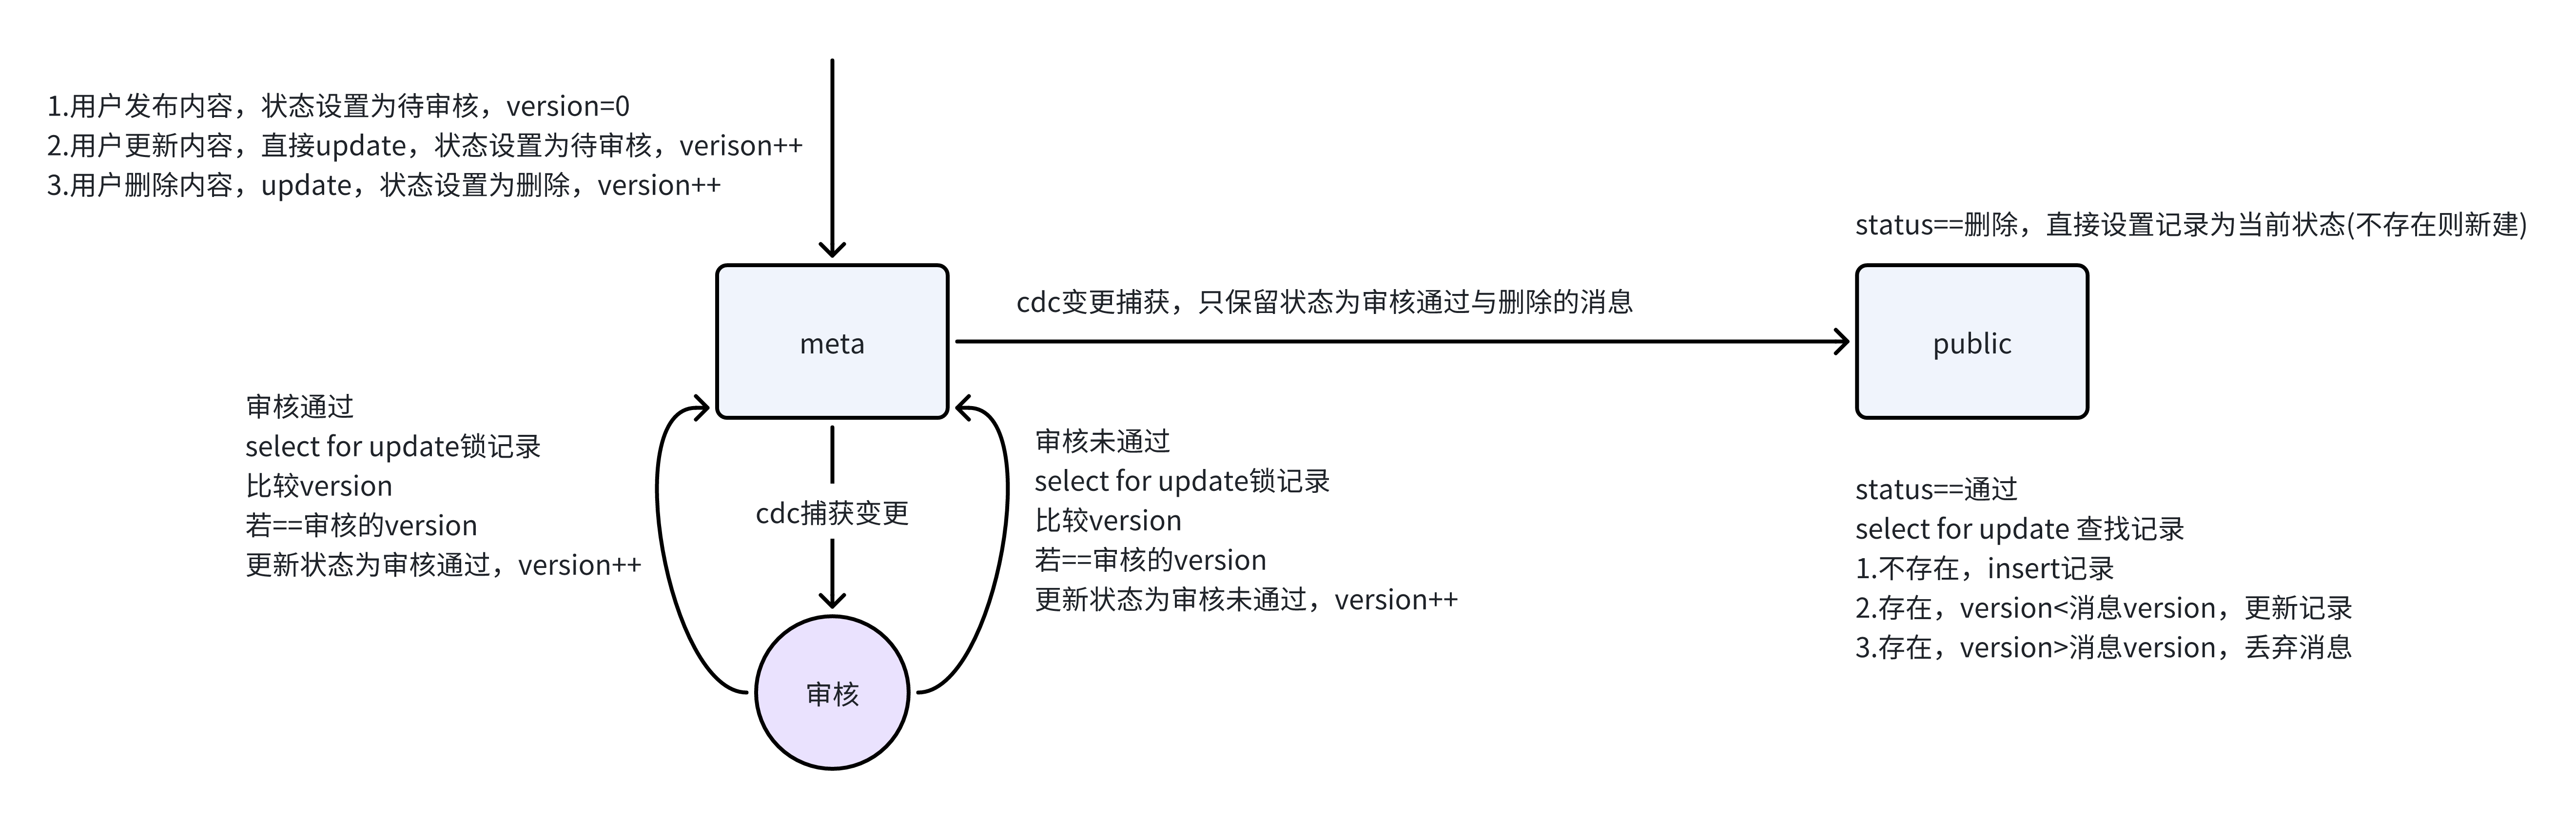 1.用户发布内容，状态设置为待审核，version=0
2.用户更新内容，直接update，状态设置为待审核，verison++
3.用户删除内容，update，状态设置为删除，version++
status==删除，直接设置记录为当前状态(不存在则新建)
cdc变更捕获，只保留状态为审核通过与删除的消息
meta
public
审核通过
select for update锁记录
比较version
若==审核的version
更新状态为审核通过，version++
cdc捕获变更
审核未通过
select for update锁记录
比较version
若==审核的version
更新状态为审核未通过，version++
status==通过
select for update 查找记录
1.不存在，insert记录
2.存在，version<消息version，更新记录
3.存在，version>消息version，丢弃消息
审核